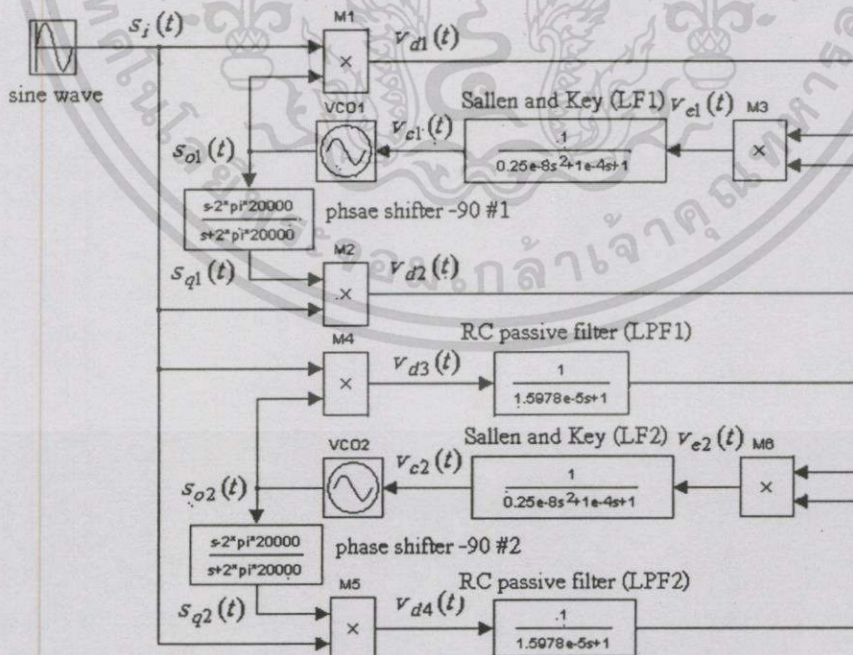 s_i(t)
M1
×
v_d1(t)
sine wave
VCO1
v_c1(t)
Sallen and Key (LF1)
v_e1(t)
M3
1
0.25e-8s²+1e-4s+1
×
s_o1(t)
s-2*pi*20000
s+2*pi*20000
phsae shifter -90 #1
s_q1(t)
M2
×
v_d2(t)
M4
×
v_d3(t)
RC passive filter (LPF1)
1
1.5978e-5s+1
VCO2
v_c2(t)
Sallen and Key (LF2)
v_e2(t)
M6
1
0.25e-8s²+1e-4s+1
×
s_o2(t)
s-2*pi*20000
s+2*pi*20000
phase shifter -90 #2
s_q2(t)
M5
×
v_d4(t)
RC passive filter (LPF2)
1
1.5978e-5s+1